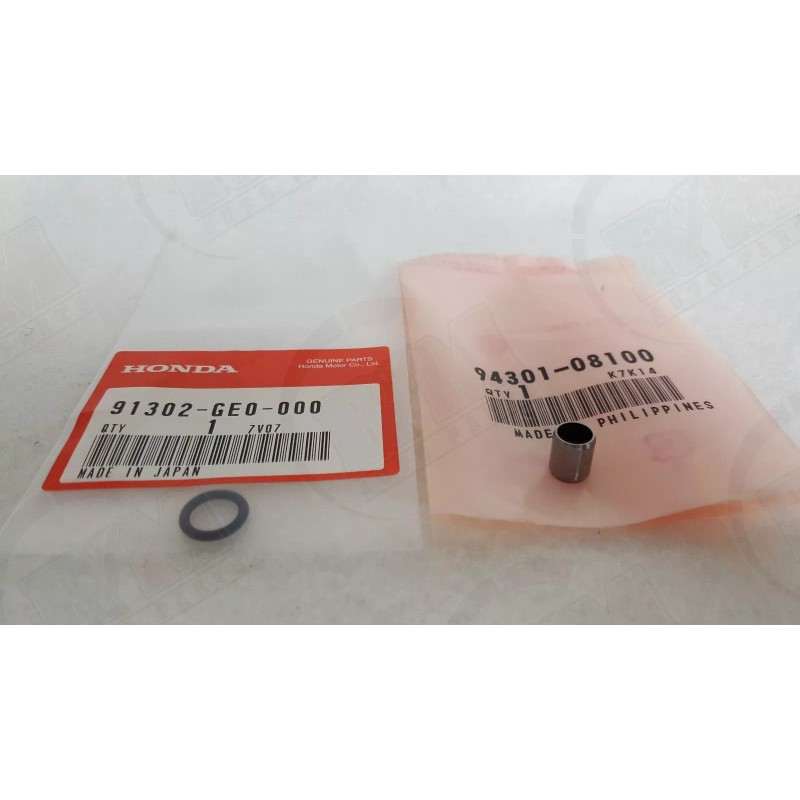 HONDA
GENUINE PARTS
Honda Motor Co., Ltd.
91302-GE0-000
QTY 1 7V07
MADE IN JAPAN
94301-08100
QTY 1 K7K14
MADE PHILIPPINES